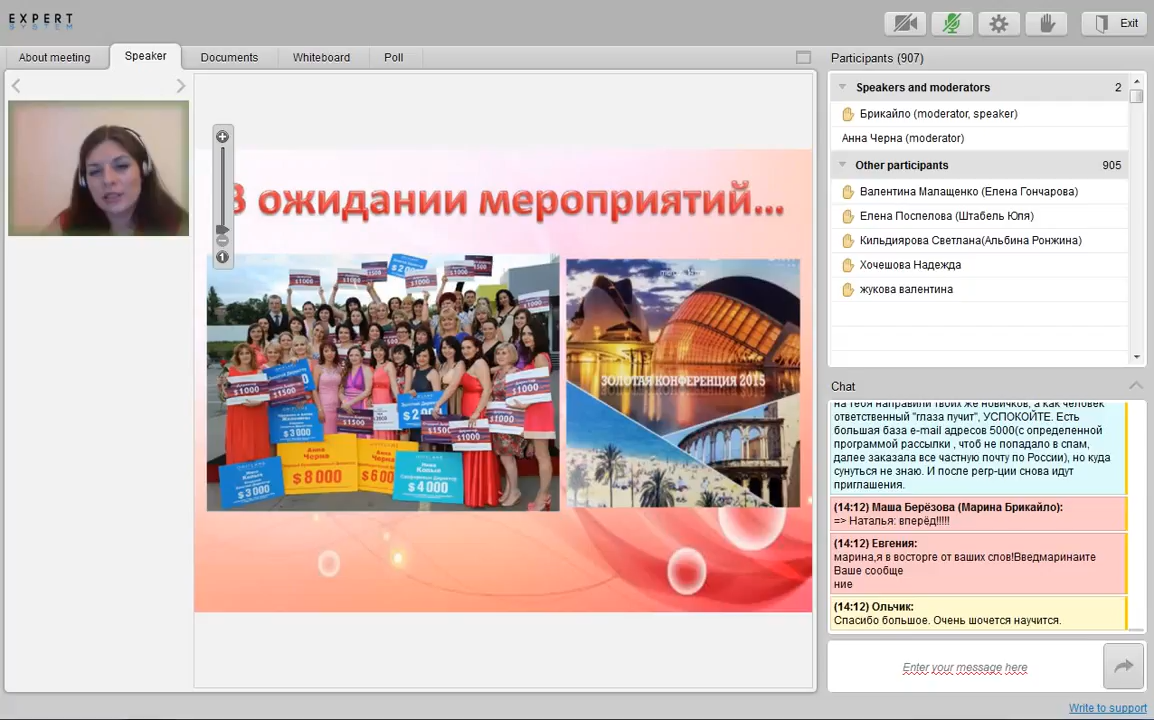 EXPERT
SYSTEM
Exit
About meeting
Speaker
Documents
Whiteboard
Poll
В ожидании мероприятий...
$1000
$1500
$1000
$1500
$3000
Анна
Черна
$8000
$4000
$3000
$1000
$1000
$1000
ЗОЛОТАЯ КОНФЕРЕНЦИЯ 2015
Participants (907)
Speakers and moderators 2
Брикайло (moderator, speaker)
Анна Черна (moderator)
Other participants 905
Валентина Малащенко (Елена Гончарова)
Елена Поспелова (Штабель Юля)
Кильдиярова Светлана(Альбина Ронжина)
Хочешова Надежда
жукова валентина
Chat
на тебя направили твоих же новичков, а как человек
ответственный "глаза пучит", УСПОКОЙТЕ. Есть
большая база e-mail адресов 5000(с определенной
программой рассылки , чтоб не попадало в спам,
далее заказала все частную почту по России), но куда
сунуться не знаю. И после регр-ции снова идут
приглашения.
(14:12) Маша Берёзова (Марина Брикайло):
=> Наталья: вперёд!!!!!
(14:12) Евгения:
марина,я в восторге от ваших слов!Введмаринаите
Ваше сообще
ние
(14:12) Ольчик:
Спасибо большое. Очень шочется научится.
Enter your message here
Write to support